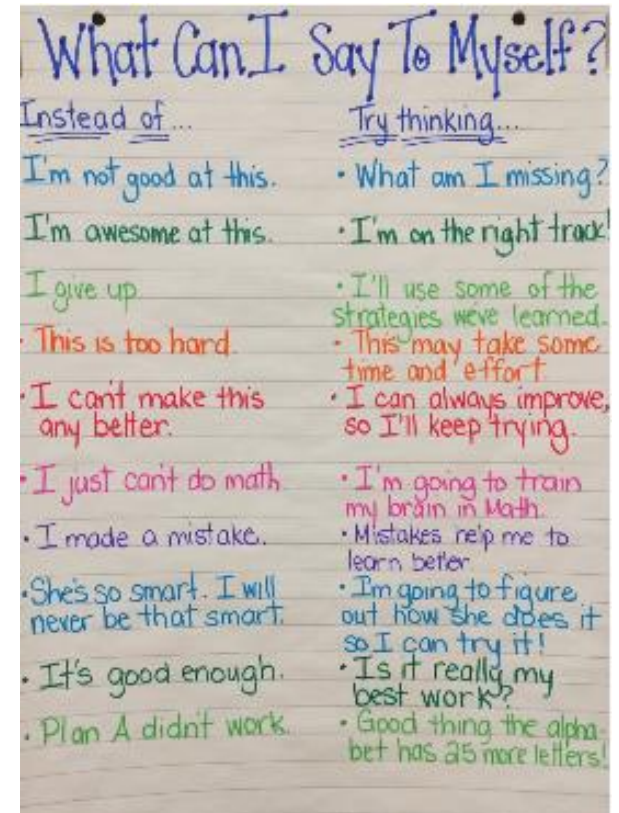 What Can I Say To Myself?
Instead of... Try thinking...
I'm not good at this. • What am I missing?
I'm awesome at this. • I'm on the right track!
I give up • I'll use some of the
strategies we've learned.
• This is too hard. • This may take some
time and effort
• I can't make this • I can always improve,
any better. so I'll keep trying.
• I just can't do math • I'm going to train
my brain in Math.
• I made a mistake. • Mistakes help me to
learn better
• She's so smart. I will • I'm going to figure
never be that smart. out how she does it
so I can try it!
• It's good enough. • Is it really my
best work?
• Plan A didn't work. • Good thing the alpha-
bet has 25 more letters!